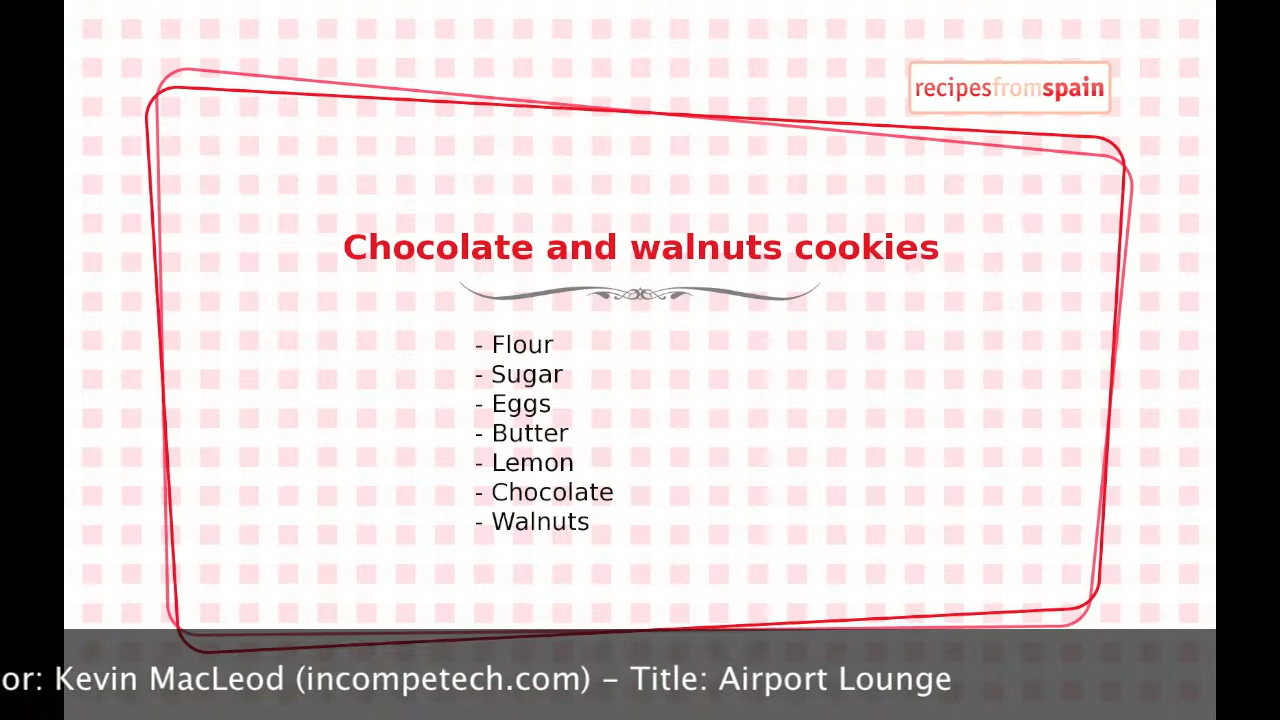 recipesfromspain
Chocolate and walnuts cookies
- Flour
- Sugar
- Eggs
- Butter
- Lemon
- Chocolate
- Walnuts
or: Kevin MacLeod (incompetech.com) – Title: Airport Lounge